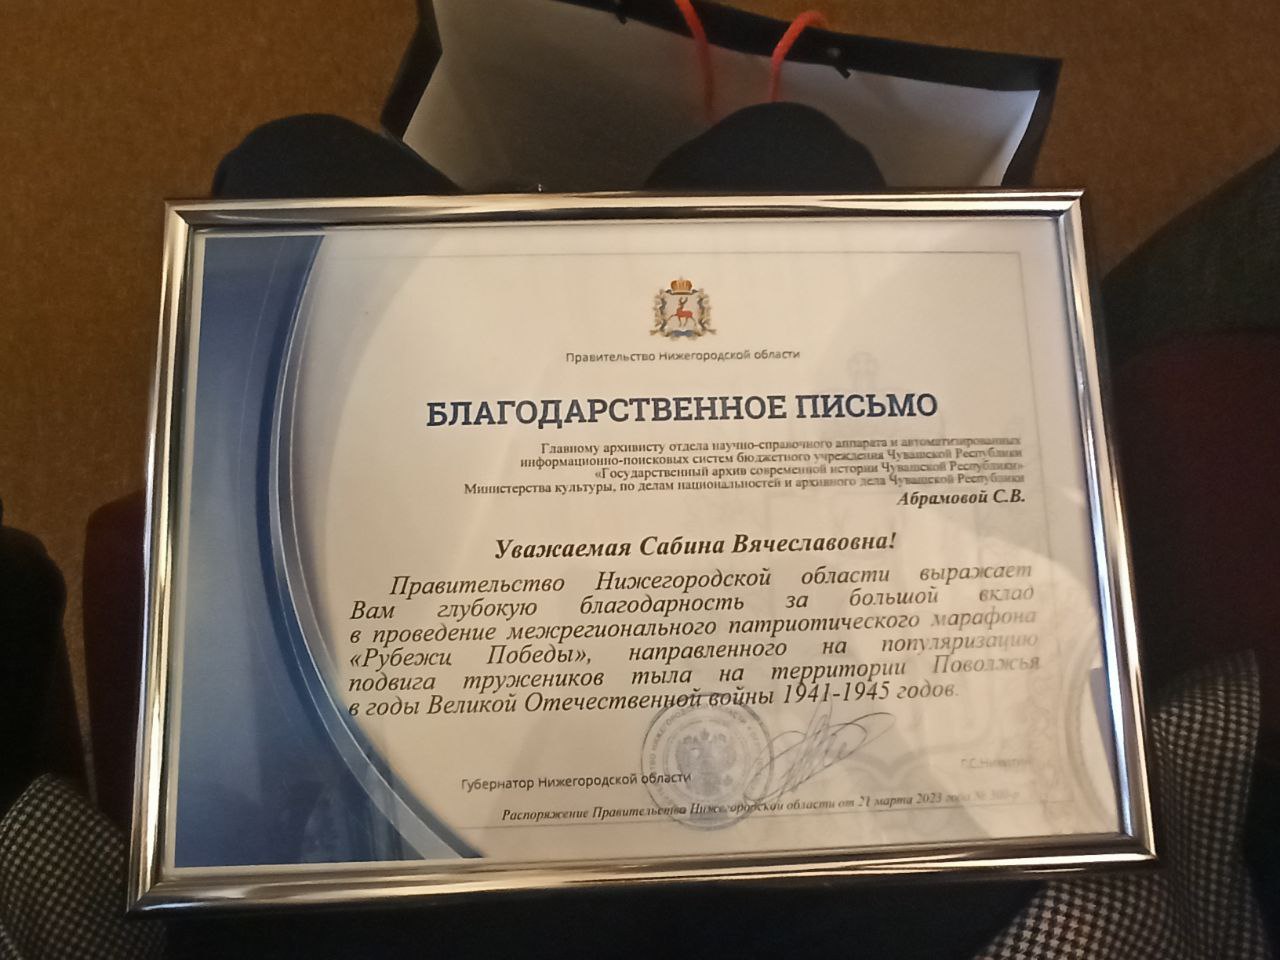 Правительство Нижегородской области
БЛАГОДАРСТВЕННОЕ ПИСЬМО
Главному архивисту отдела научно-справочного аппарата и автоматизированных
информационно-поисковых систем бюджетного учреждения Чувашской Республики
«Государственный архив современной истории Чувашской Республики»
Министерства культуры, по делам национальностей и архивного дела Чувашской Республики
Абрамовой С.В.
Уважаемая Сабина Вячеславовна!
Правительство Нижегородской области выражает
Вам глубокую благодарность за большой вклад
в проведение межрегионального патриотического марафона
«Рубежи Победы», направленного на популяризацию
подвига тружеников тыла на территории Поволжья
в годы Великой Отечественной войны 1941-1945 годов.
Губернатор Нижегородской области
Г.С.Никитин
Распоряжение Правительства Нижегородской области от 21 марта 2023 года №